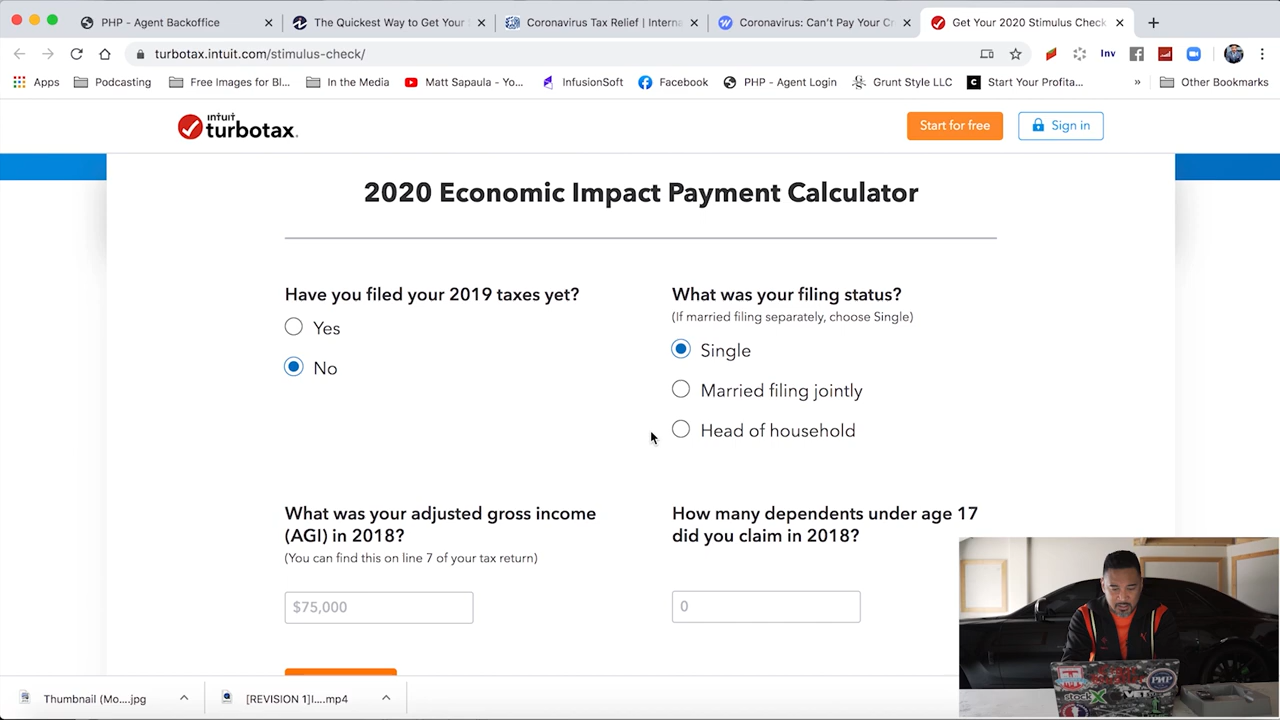 PHP - Agent Backoffice
The Quickest Way to Get Your
Coronavirus Tax Relief | Interna
Coronavirus: Can't Pay Your Cr
Get Your 2020 Stimulus Check
turbotax.intuit.com/stimulus-check/
Inv
Apps
Podcasting
Free Images for Bl...
In the Media
Matt Sapaula - Yo...
InfusionSoft
Facebook
PHP - Agent Login
Grunt Style LLC
Start Your Profita...
»
Other Bookmarks
intuit
turbotax.
Start for free
Sign in
2020 Economic Impact Payment Calculator
Have you filed your 2019 taxes yet?
Yes
No
What was your filing status?
(If married filing separately, choose Single)
Single
Married filing jointly
Head of household
What was your adjusted gross income
(AGI) in 2018?
(You can find this on line 7 of your tax return)
$75,000
How many dependents under age 17
did you claim in 2018?
0
Thumbnail (Mo....jpg
[REVISION 1]I....mp4
PHP
stockX
VET